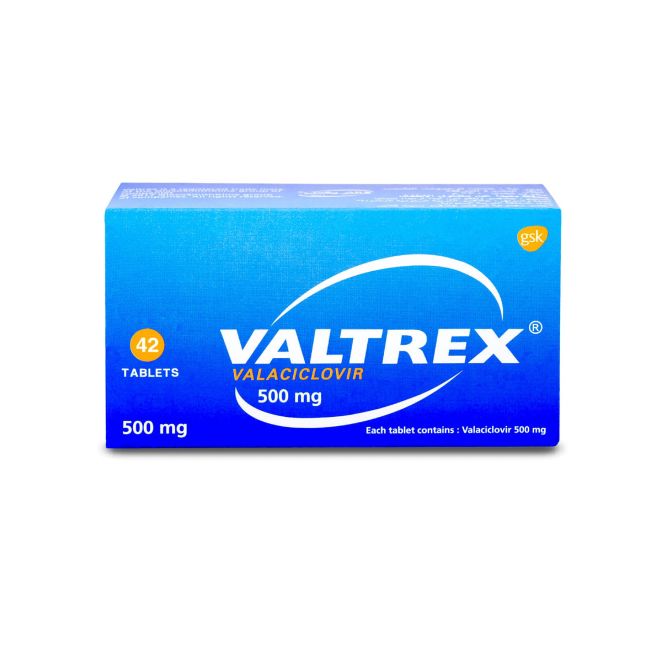 gsk
42
TABLETS
VALTREX®
VALACICLOVIR
500 mg
500 mg
Each tablet contains : Valaciclovir 500 mg